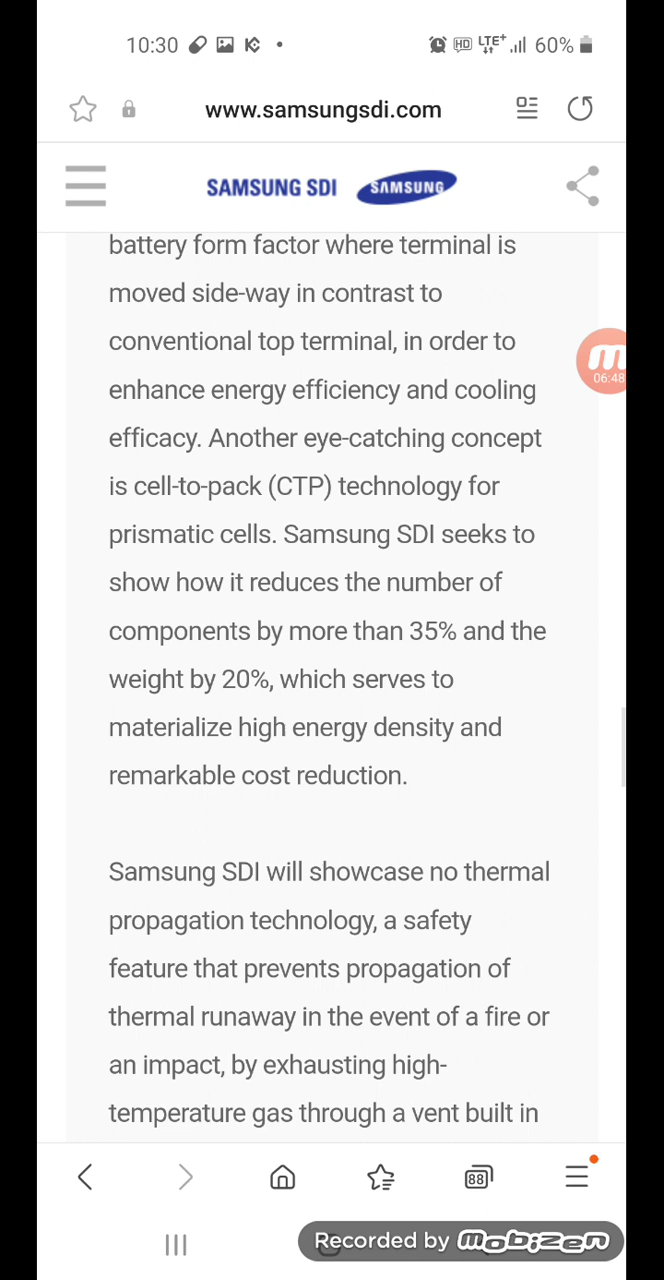 10:30
HD LTE+ 60%
www.samsungsdi.com
SAMSUNG SDI SAMSUNG
battery form factor where terminal is
moved side-way in contrast to
conventional top terminal, in order to
06:48
enhance energy efficiency and cooling
efficacy. Another eye-catching concept
is cell-to-pack (CTP) technology for
prismatic cells. Samsung SDI seeks to
show how it reduces the number of
components by more than 35% and the
weight by 20%, which serves to
materialize high energy density and
remarkable cost reduction.
Samsung SDI will showcase no thermal
propagation technology, a safety
feature that prevents propagation of
thermal runaway in the event of a fire or
an impact, by exhausting high-
temperature gas through a vent built in
88
Recorded by mobizen